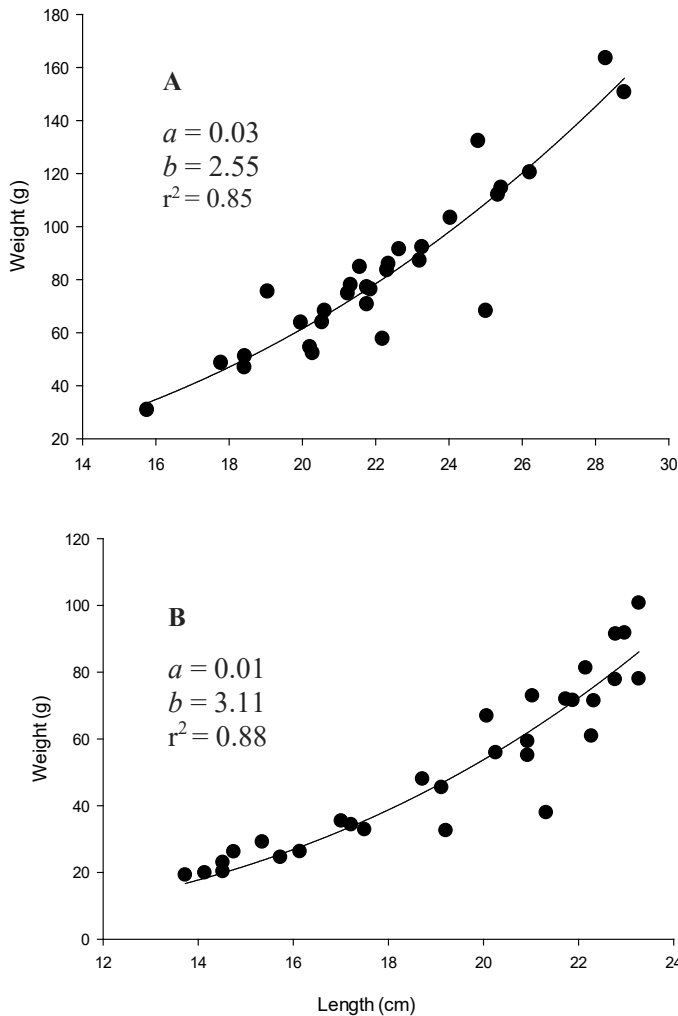 180
160
140
120
100
80
60
40
20
Weight (g)
A
a = 0.03
b = 2.55
r² = 0.85
14 16 18 20 22 24 26 28 30
120
100
80
60
40
20
0
Weight (g)
B
a = 0.01
b = 3.11
r² = 0.88
12 14 16 18 20 22 24
Length (cm)